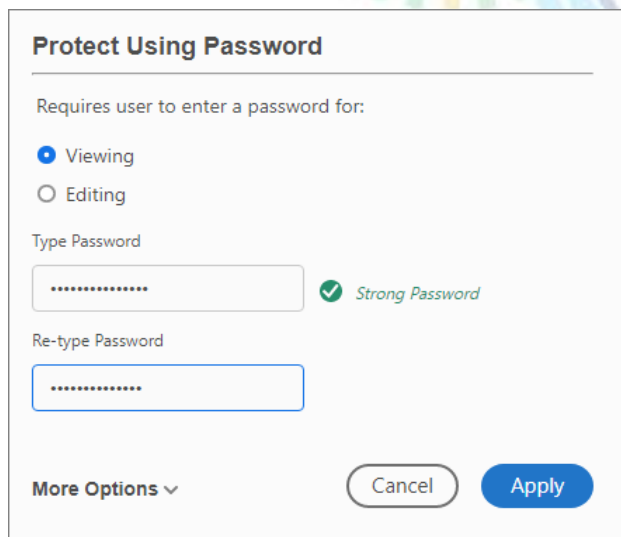 Protect Using Password
Requires user to enter a password for:
Viewing
Editing
Type Password
•••••••••••••••
Strong Password
Re-type Password
••••••••••••••
More Options
Cancel
Apply